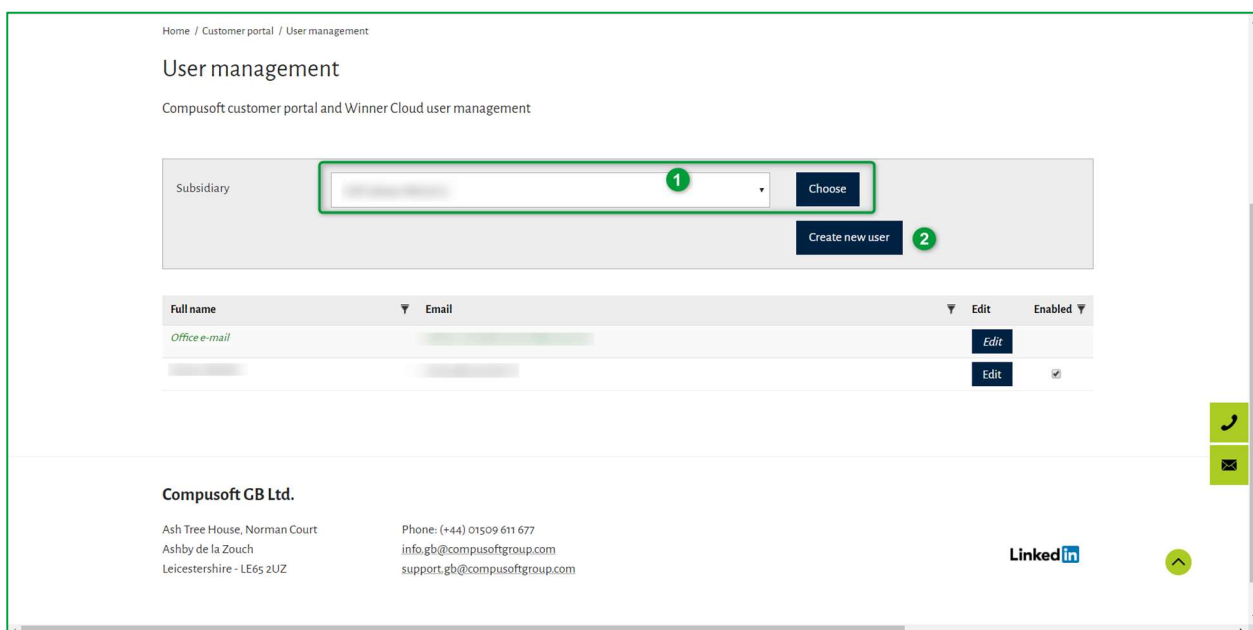 Home / Customer portal / User management
User management
Compusoft customer portal and Winner Cloud user management
Subsidiary
1
Choose
Create new user
2
Full name Email Edit Enabled
Office e-mail Edit
Edit
Compusoft GB Ltd.
Ash Tree House, Norman Court Phone: (+44) 01509 611 677
Ashby de la Zouch info.gb@compusoftgroup.com
Leicestershire - LE65 2UZ support.gb@compusoftgroup.com
Linked in